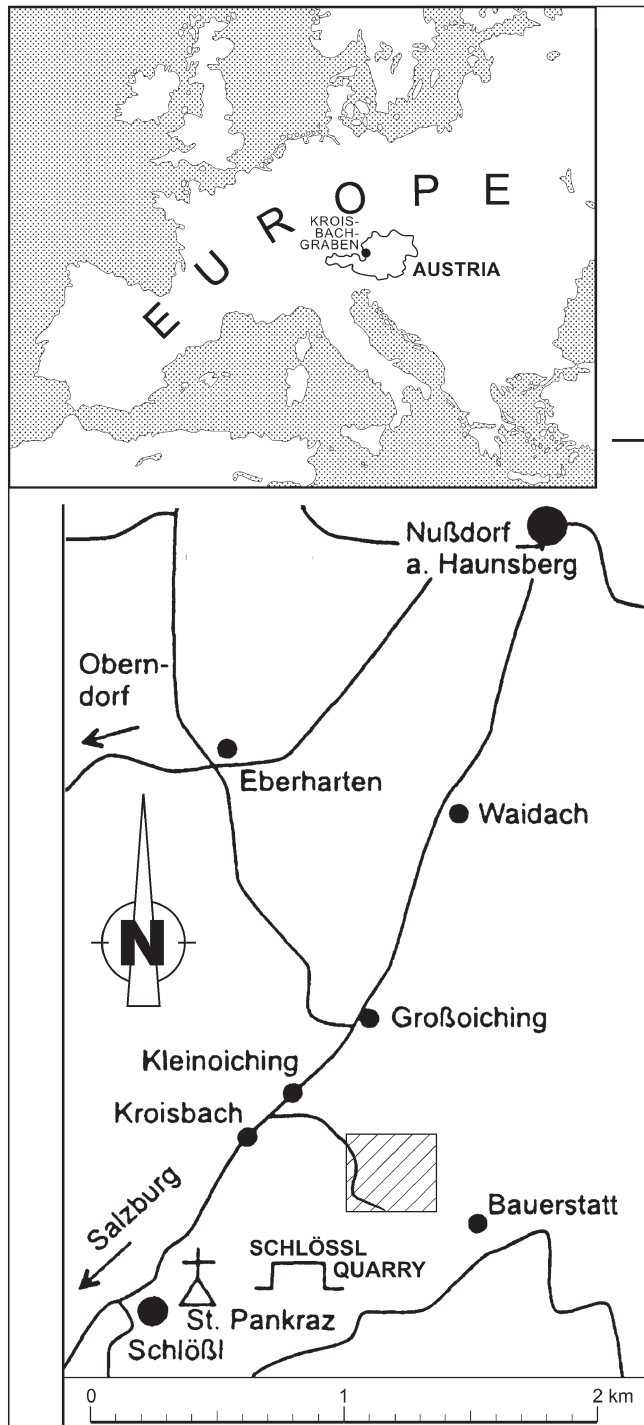 EUROPE
KROIS-
BACH-
GRABEN
AUSTRIA
Nußdorf
a. Haunsberg
Obern-
dorf
Eberharten
Waidach
N
Großoiching
Kleinoiching
Kroisbach
Salzburg
Bauerstatt
SCHLÖSSL
QUARRY
St. Pankraz
Schlößl
0 1 2 km